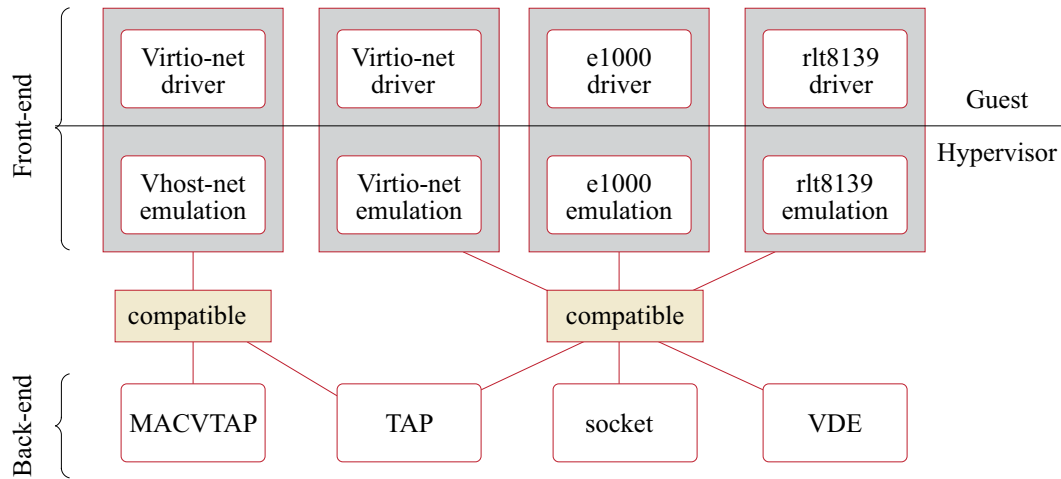 Front-end
Virtio-net
driver
Virtio-net
driver
e1000
driver
rlt8139
driver
Guest
Hypervisor
Vhost-net
emulation
Virtio-net
emulation
e1000
emulation
rlt8139
emulation
compatible
compatible
Back-end
MACVTAP
TAP
socket
VDE